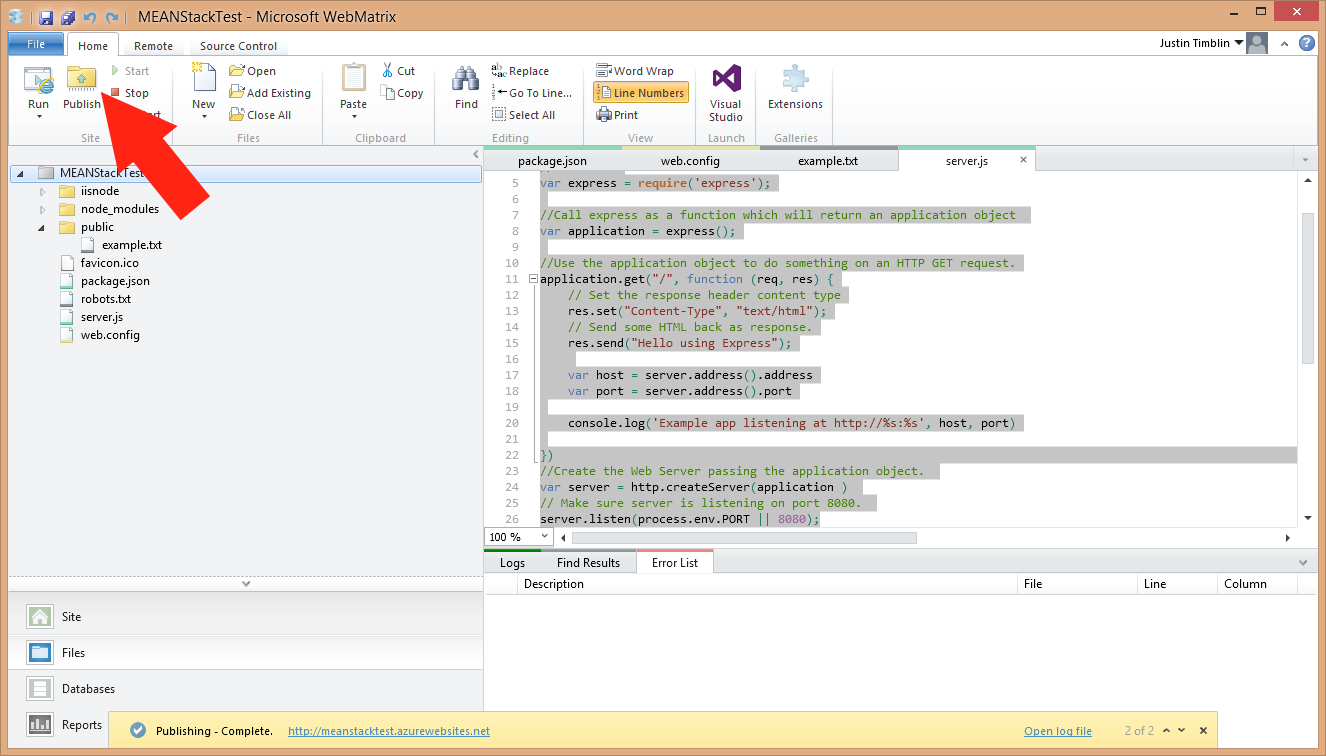 MEANStackTest - Microsoft WebMatrix
File Home Remote Source Control Justin Timblin
Run Publish Start Stop
Site
New Open Add Existing Close All
Files
Paste Cut Copy
Clipboard
Find Replace Go To Line... Select All
Editing
Word Wrap Line Numbers Print
View
Visual Studio
Launch
Extensions
Galleries
MEANStackTest
iisnode
node_modules
public
example.txt
favicon.ico
package.json
robots.txt
server.js
web.config
Site
Files
Databases
Reports
package.json web.config example.txt server.js
5 var express = require('express');
6
7 //Call express as a function which will return an application object
8 var application = express();
9
10 //Use the application object to do something on an HTTP GET request.
11 application.get("/", function (req, res) {
12 // Set the response header content type
13 res.set("Content-Type", "text/html");
14 // Send some HTML back as response.
15 res.send("Hello using Express");
16
17 var host = server.address().address
18 var port = server.address().port
19
20 console.log('Example app listening at http://%s:%s', host, port)
21
22 })
23 //Create the Web Server passing the application object.
24 var server = http.createServer(application )
25 // Make sure server is listening on port 8080.
26 server.listen(process.env.PORT || 8080);
100 %
Logs Find Results Error List
Description File Line Column
Publishing - Complete. http://meanstacktest.azurewebsites.net Open log file 2 of 2